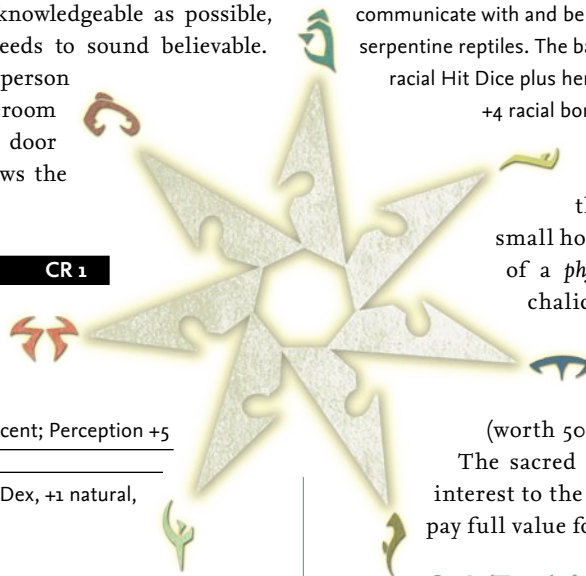 knowledgeable as possible,
eeds to sound believable.
person
room
door
ws the
CR 1
cent; Perception +5
Dex, +1 natural,
communicate with and be
serpentine reptiles. The ba
racial Hit Dice plus her
+4 racial bon
th
small ho
of a phy
chalic
(worth 50
The sacred
interest to the
pay full value fo